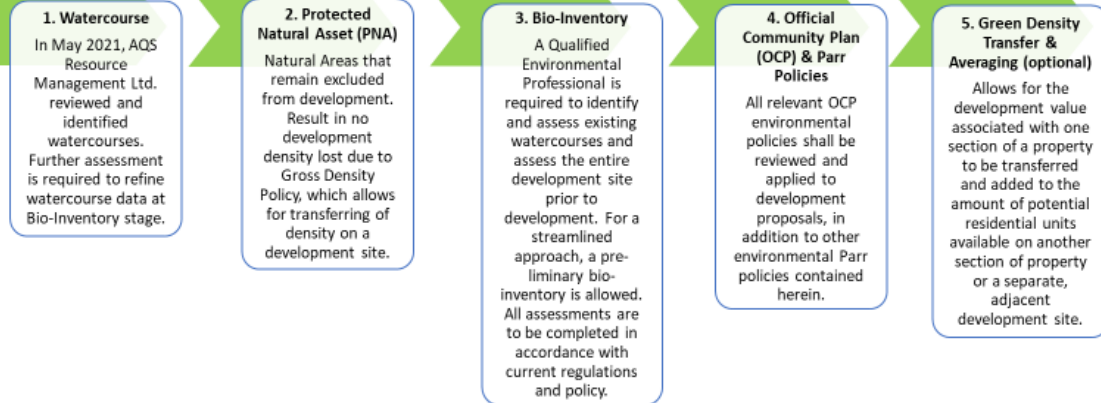 1. Watercourse
In May 2021, AQS
Resource
Management Ltd.
reviewed and
identified
watercourses.
Further assessment
is required to refine
watercourse data at
Bio-Inventory stage.
2. Protected
Natural Asset (PNA)
Natural Areas that
remain excluded
from development.
Result in no
development
density lost due to
Gross Density
Policy, which allows
for transferring of
density on a
development site.
3. Bio-Inventory
A Qualified
Environmental
Professional is
required to identify
and assess existing
watercourses and
assess the entire
development site
prior to
development. For a
streamlined
approach, a pre-
liminary bio-
inventory is allowed.
All assessments are
to be completed in
accordance with
current regulations
and policy.
4. Official
Community Plan
(OCP) & Parr
Policies
All relevant OCP
environmental
policies shall be
reviewed and
applied to
development
proposals, in
addition to other
environmental Parr
policies contained
herein.
5. Green Density
Transfer &
Averaging (optional)
Allows for the
development value
associated with one
section of a property
to be transferred
and added to the
amount of potential
residential units
available on another
section of property
or a separate,
adjacent
development site.